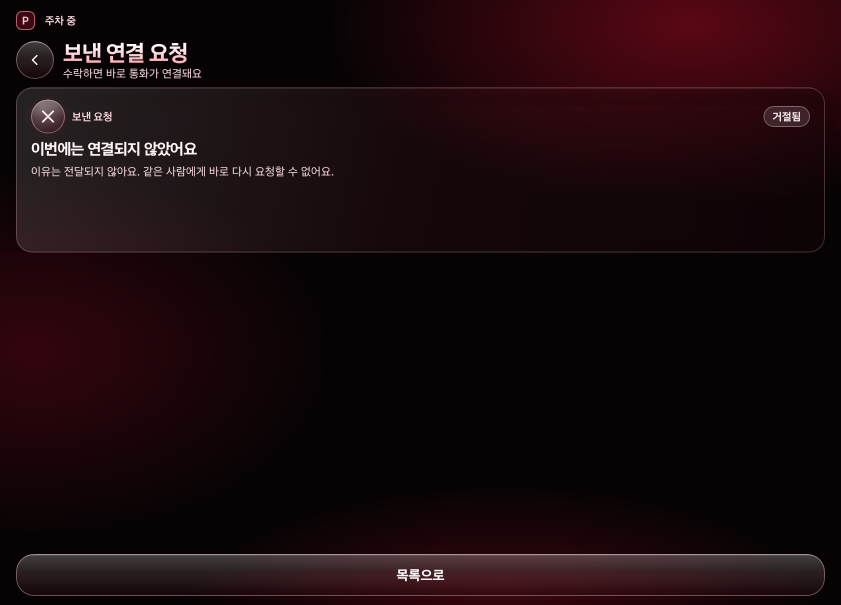 P 주차 중
보낸 연결 요청
수락하면 바로 통화가 연결돼요
보낸 요청 거절됨
이번에는 연결되지 않았어요
이유는 전달되지 않아요. 같은 사람에게 바로 다시 요청할 수 없어요.
목록으로